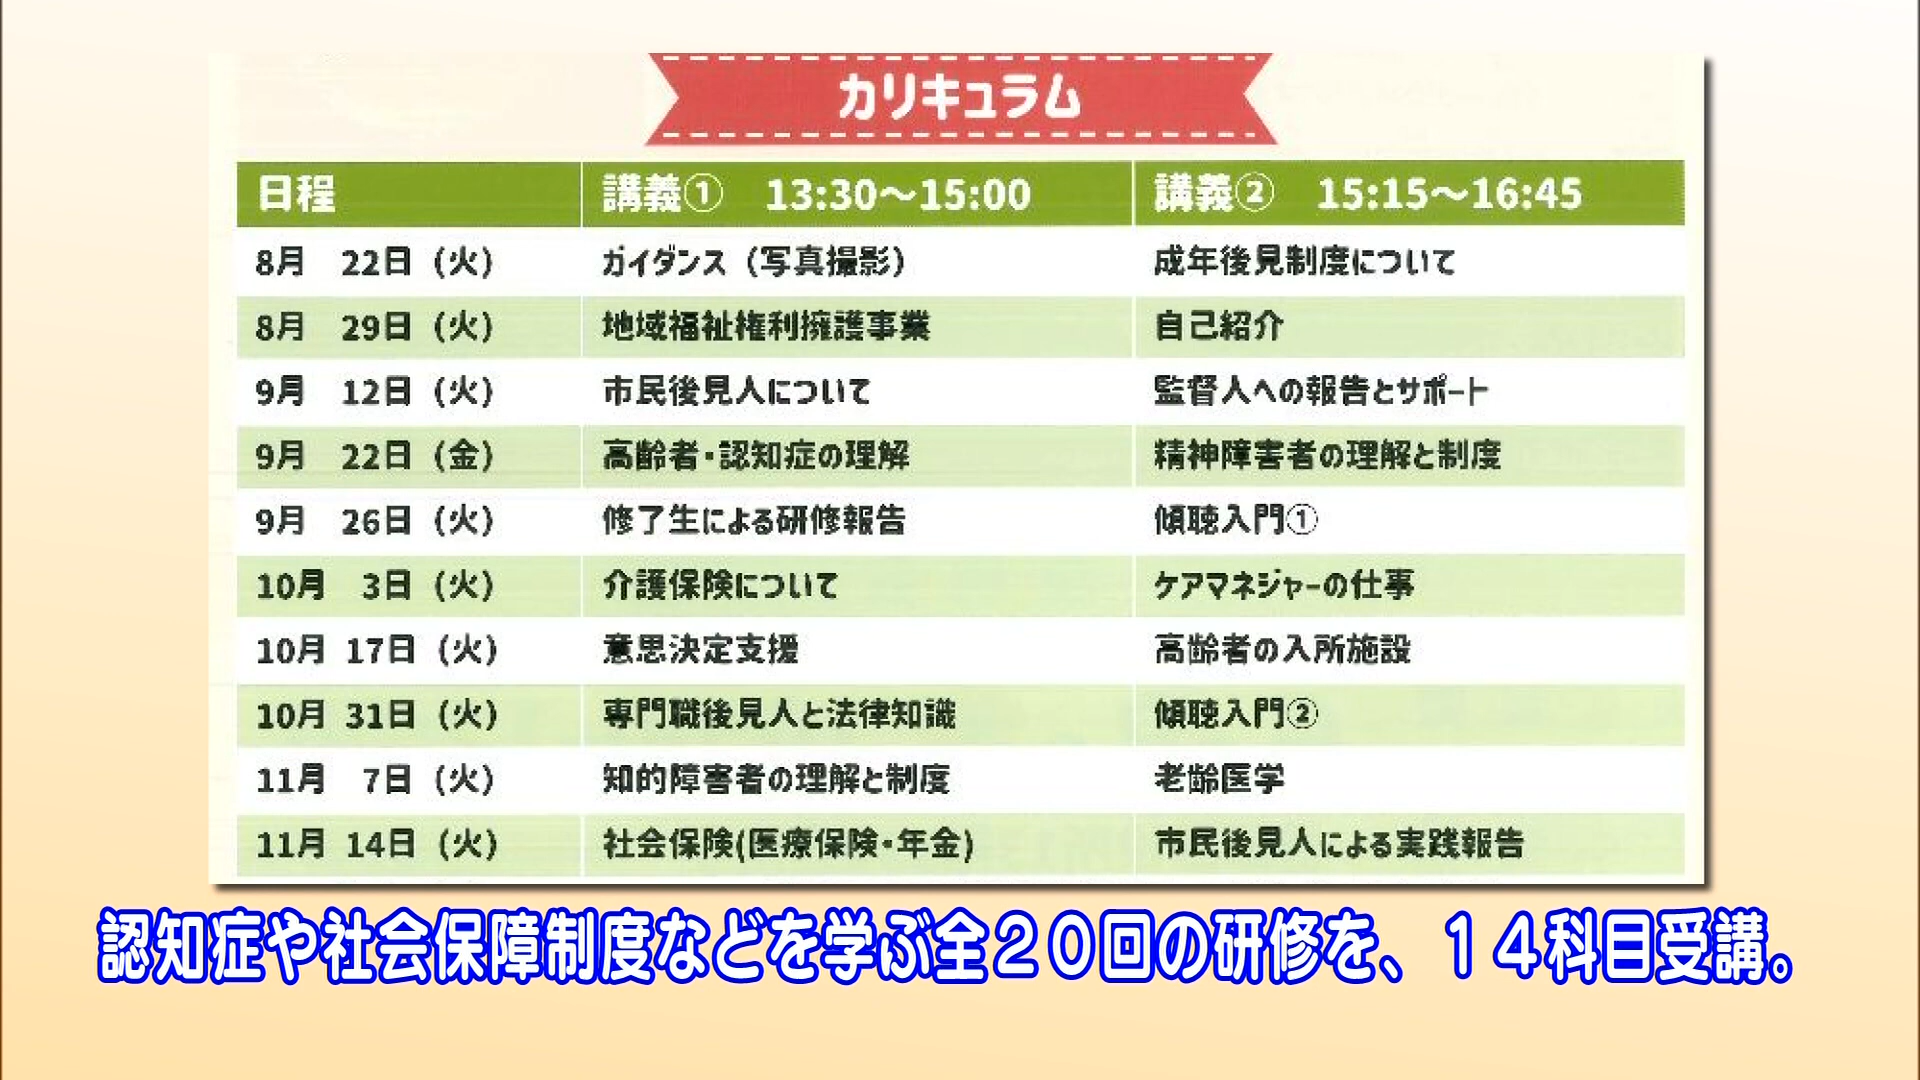 カリキュラム
日程 講義① 13:30～15:00 講義② 15:15～16:45
8月 22日（火） ガイダンス（写真撮影） 成年後見制度について
8月 29日（火） 地域福祉権利擁護事業 自己紹介
9月 12日（火） 市民後見人について 監督人への報告とサポート
9月 22日（金） 高齢者・認知症の理解 精神障害者の理解と制度
9月 26日（火） 修了生による研修報告 傾聴入門①
10月 3日（火） 介護保険について ケアマネジャーの仕事
10月 17日（火） 意思決定支援 高齢者の入所施設
10月 31日（火） 専門職後見人と法律知識 傾聴入門②
11月 7日（火） 知的障害者の理解と制度 老齢医学
11月 14日（火） 社会保険(医療保険・年金) 市民後見人による実践報告
認知症や社会保障制度などを学ぶ全２０回の研修を、１４科目受講。